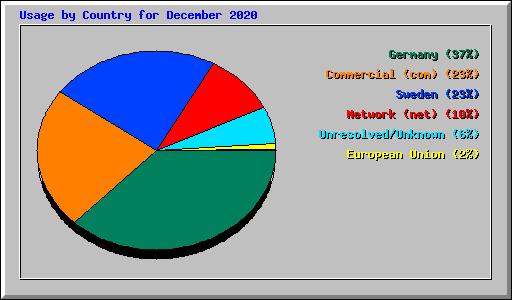 Usage by Country for December 2020
Germany (37%)
Commercial (com) (23%)
Sweden (23%)
Network (net) (10%)
Unresolved/Unknown (6%)
European Union (2%)